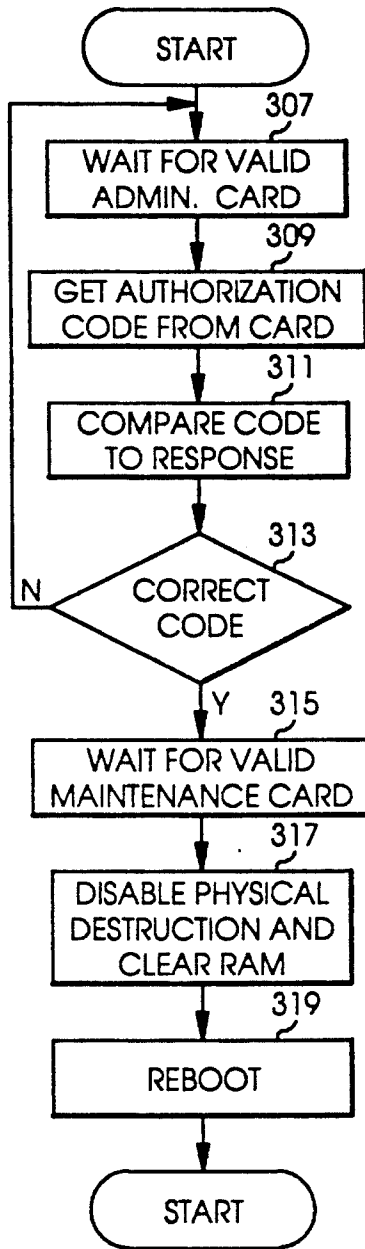 START
307
WAIT FOR VALID
ADMIN. CARD
309
GET AUTHORIZATION
CODE FROM CARD
311
COMPARE CODE
TO RESPONSE
313
CORRECT
CODE
N
Y
315
WAIT FOR VALID
MAINTENANCE CARD
317
DISABLE PHYSICAL
DESTRUCTION AND
CLEAR RAM
319
REBOOT
START